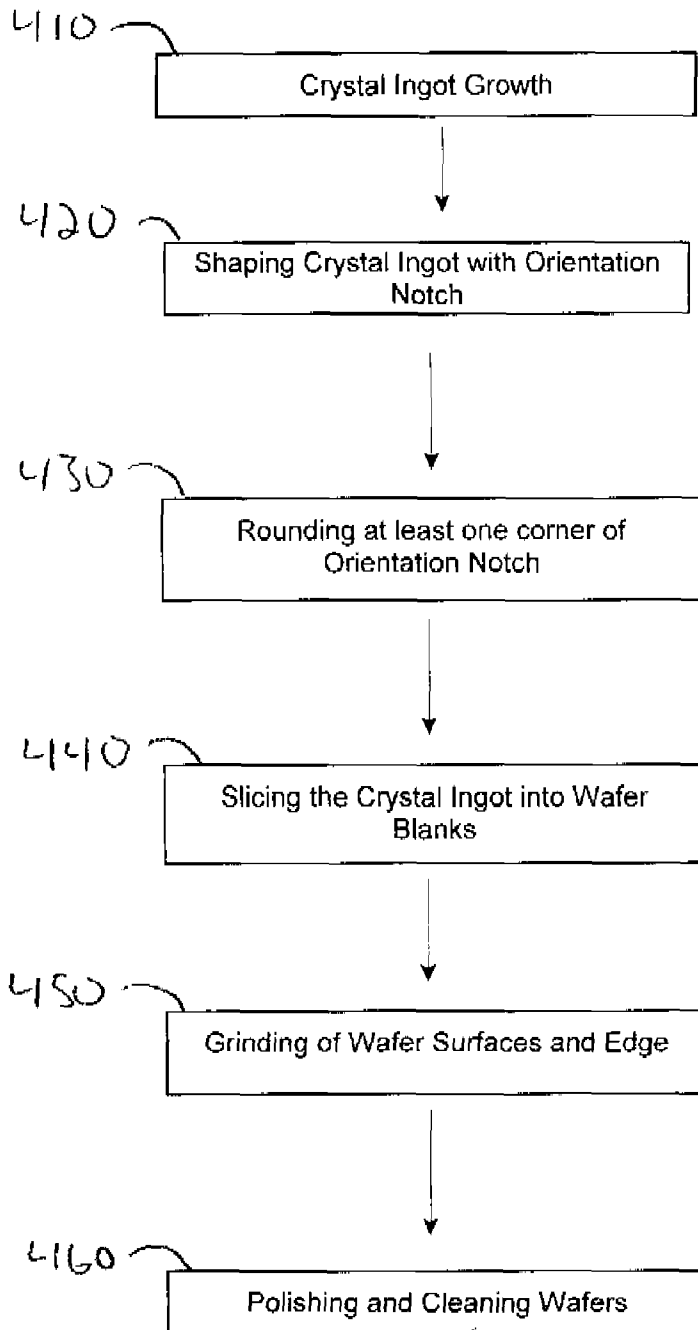 410
Crystal Ingot Growth
420
Shaping Crystal Ingot with Orientation
Notch
430
Rounding at least one corner of
Orientation Notch
440
Slicing the Crystal Ingot into Wafer
Blanks
450
Grinding of Wafer Surfaces and Edge
460
Polishing and Cleaning Wafers